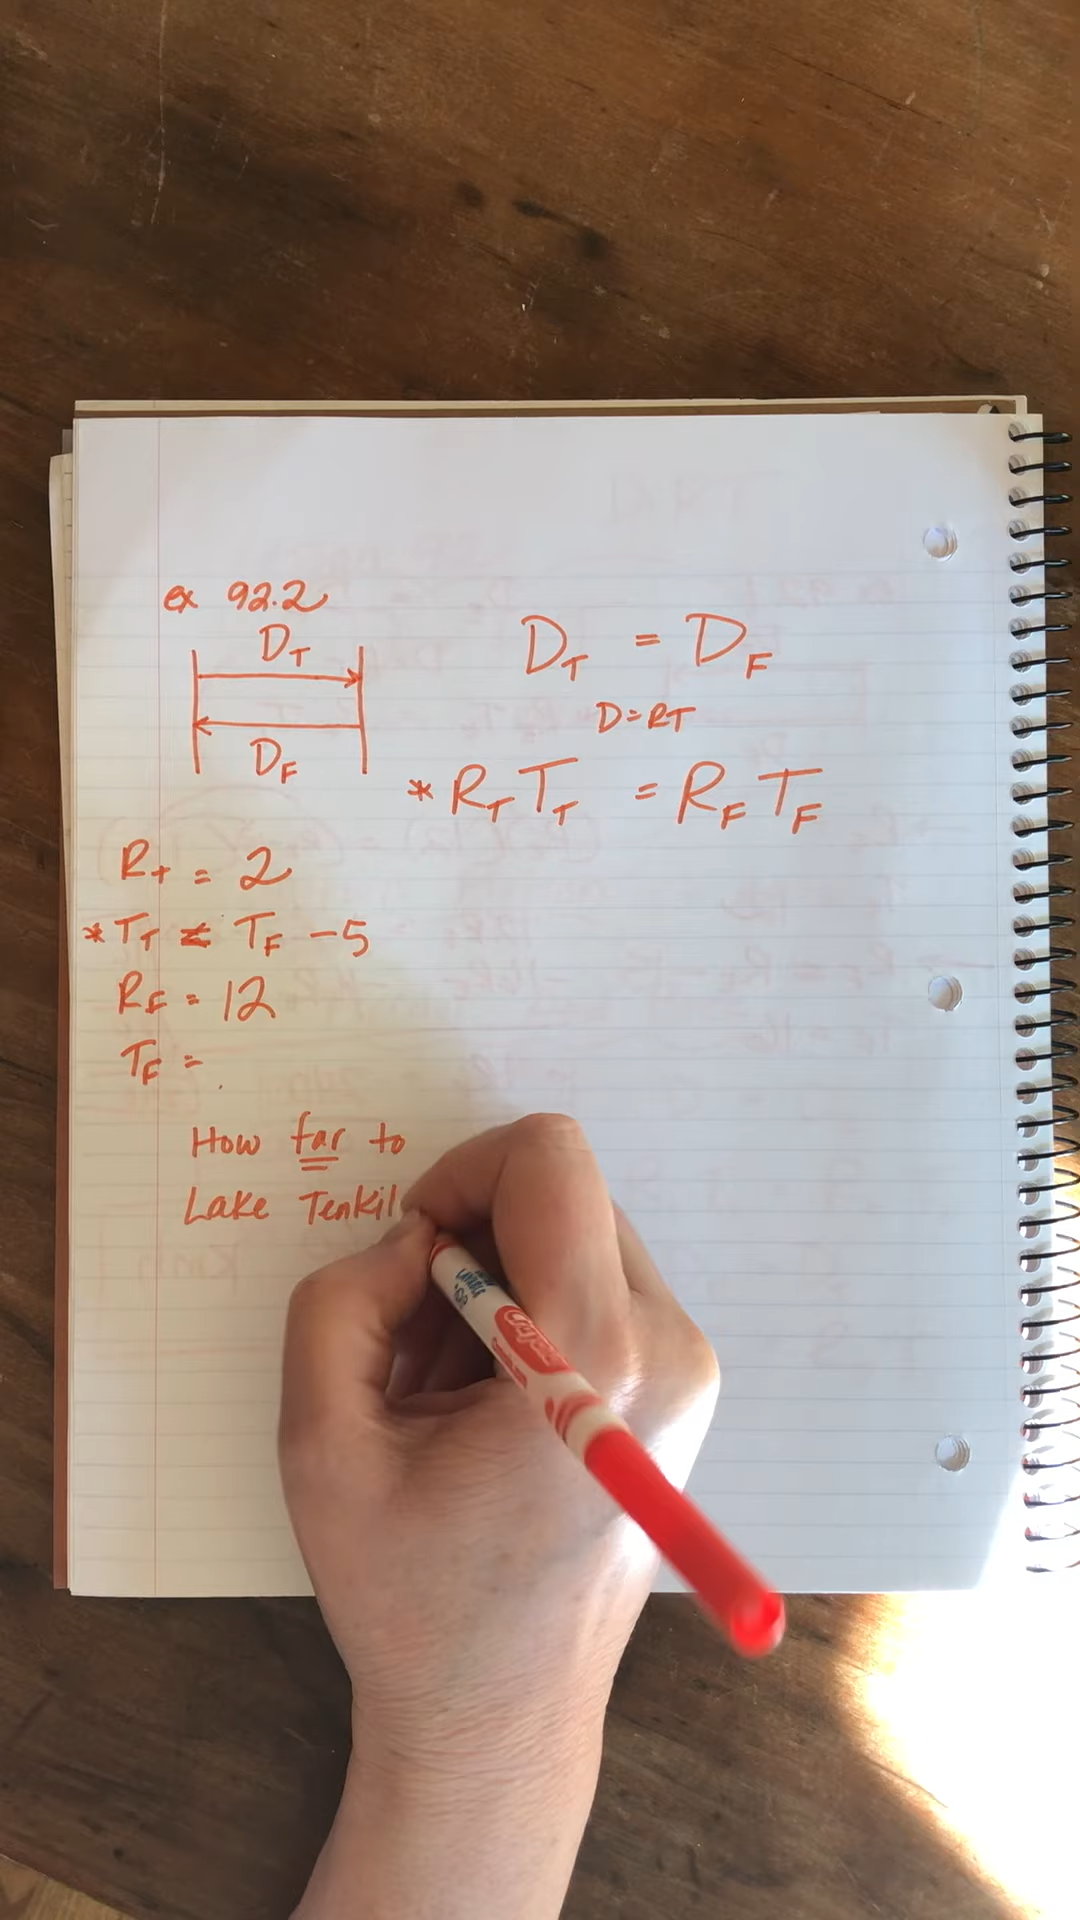 ex 92.2
D_T
D_F
D_T = D_F
D=RT
*R_T T_T = R_F T_F
R_T = 2
*T_T = T_F -5
R_F = 12
T_F =
How far to
Lake Tenkil
Crayola